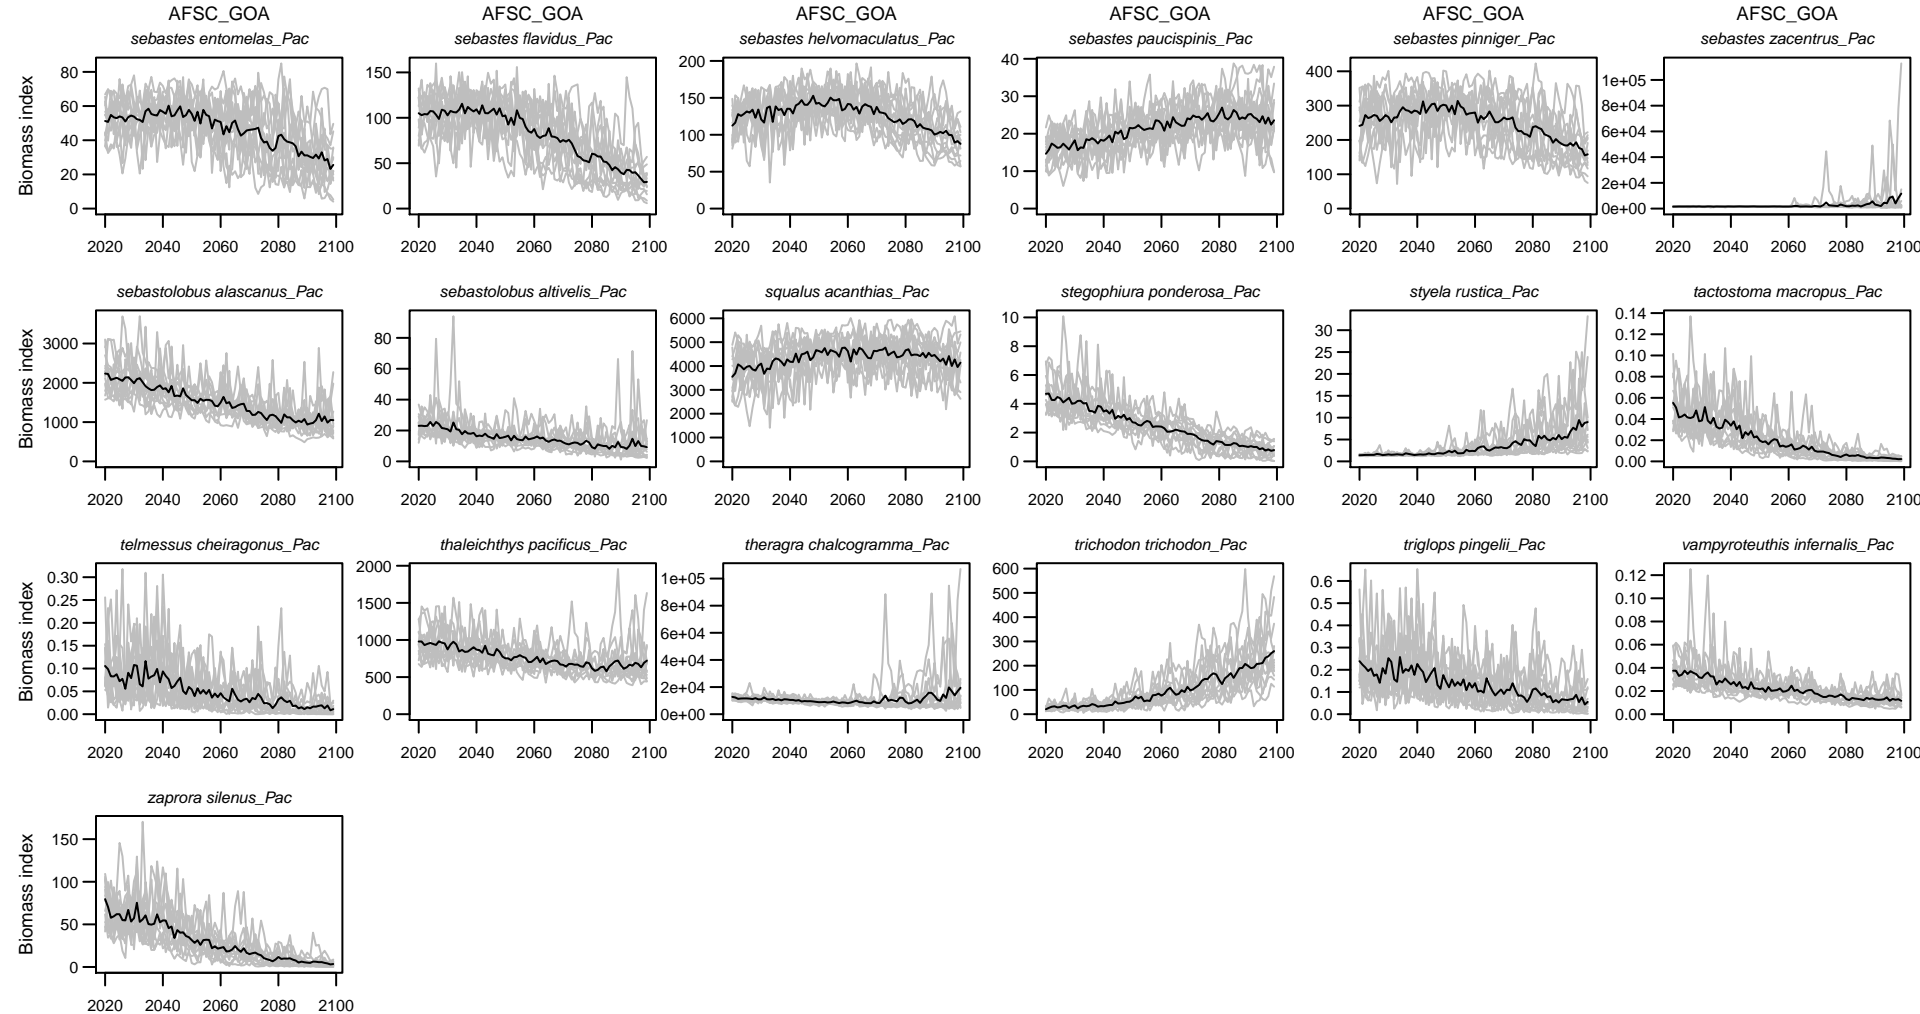 AFSC_GOA AFSC_GOA AFSC_GOA AFSC_GOA AFSC_GOA AFSC_GOA
sebastes entomelas_Pac sebastes flavidus_Pac sebastes helvomaculatus_Pac sebastes paucispinis_Pac sebastes pinniger_Pac sebastes zacentrus_Pac
Biomass index
80 60 40 20 0
150 100 50 0
200 150 100 50 0
40 30 20 10 0
400 300 200 100 0
1e+05 8e+04 6e+04 4e+04 2e+04 0e+00
2020 2040 2060 2080 2100 2020 2040 2060 2080 2100 2020 2040 2060 2080 2100 2020 2040 2060 2080 2100 2020 2040 2060 2080 2100 2020 2040 2060 2080 2100
sebastolobus alascanus_Pac sebastolobus altivelis_Pac squalus acanthias_Pac stegophiura ponderosa_Pac styela rustica_Pac tactostoma macropus_Pac
Biomass index
3000 2000 1000 0
80 60 40 20 0
6000 5000 4000 3000 2000 1000 0
10 8 6 4 2 0
30 25 20 15 10 5 0
0.14 0.12 0.10 0.08 0.06 0.04 0.02 0.00
2020 2040 2060 2080 2100 2020 2040 2060 2080 2100 2020 2040 2060 2080 2100 2020 2040 2060 2080 2100 2020 2040 2060 2080 2100 2020 2040 2060 2080 2100
telmessus cheiragonus_Pac thaleichthys pacificus_Pac theragra chalcogramma_Pac trichodon trichodon_Pac triglops pingelii_Pac vampyroteuthis infernalis_Pac
Biomass index
0.30 0.25 0.20 0.15 0.10 0.05 0.00
2000 1500 1000 500 0
1e+05 8e+04 6e+04 4e+04 2e+04 0e+00
600 500 400 300 200 100 0
0.6 0.5 0.4 0.3 0.2 0.1 0.0
0.12 0.10 0.08 0.06 0.04 0.02 0.00
2020 2040 2060 2080 2100 2020 2040 2060 2080 2100 2020 2040 2060 2080 2100 2020 2040 2060 2080 2100 2020 2040 2060 2080 2100 2020 2040 2060 2080 2100
zaprora silenus_Pac
Biomass index
150 100 50 0
2020 2040 2060 2080 2100